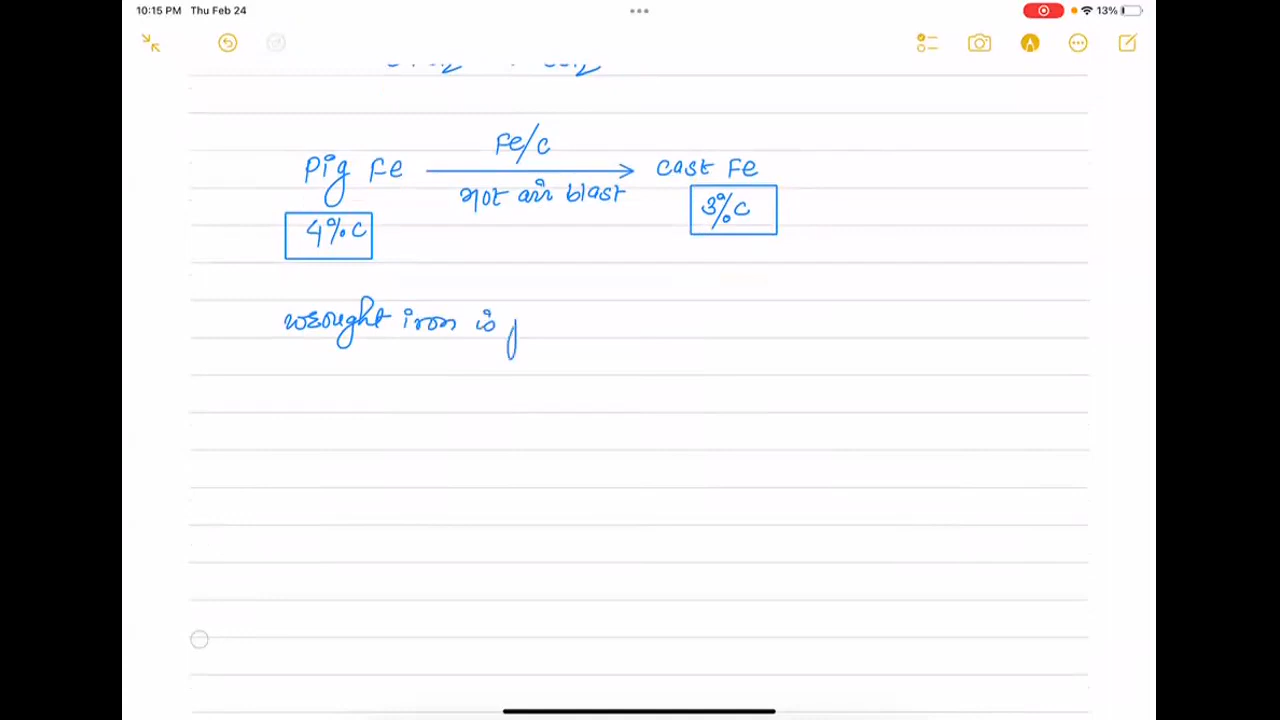 10:15 PM Thu Feb 24
13%
Fe/C
Pig Fe → Cast Fe
Hot air blast
3% C
4% C
Wrought iron is p